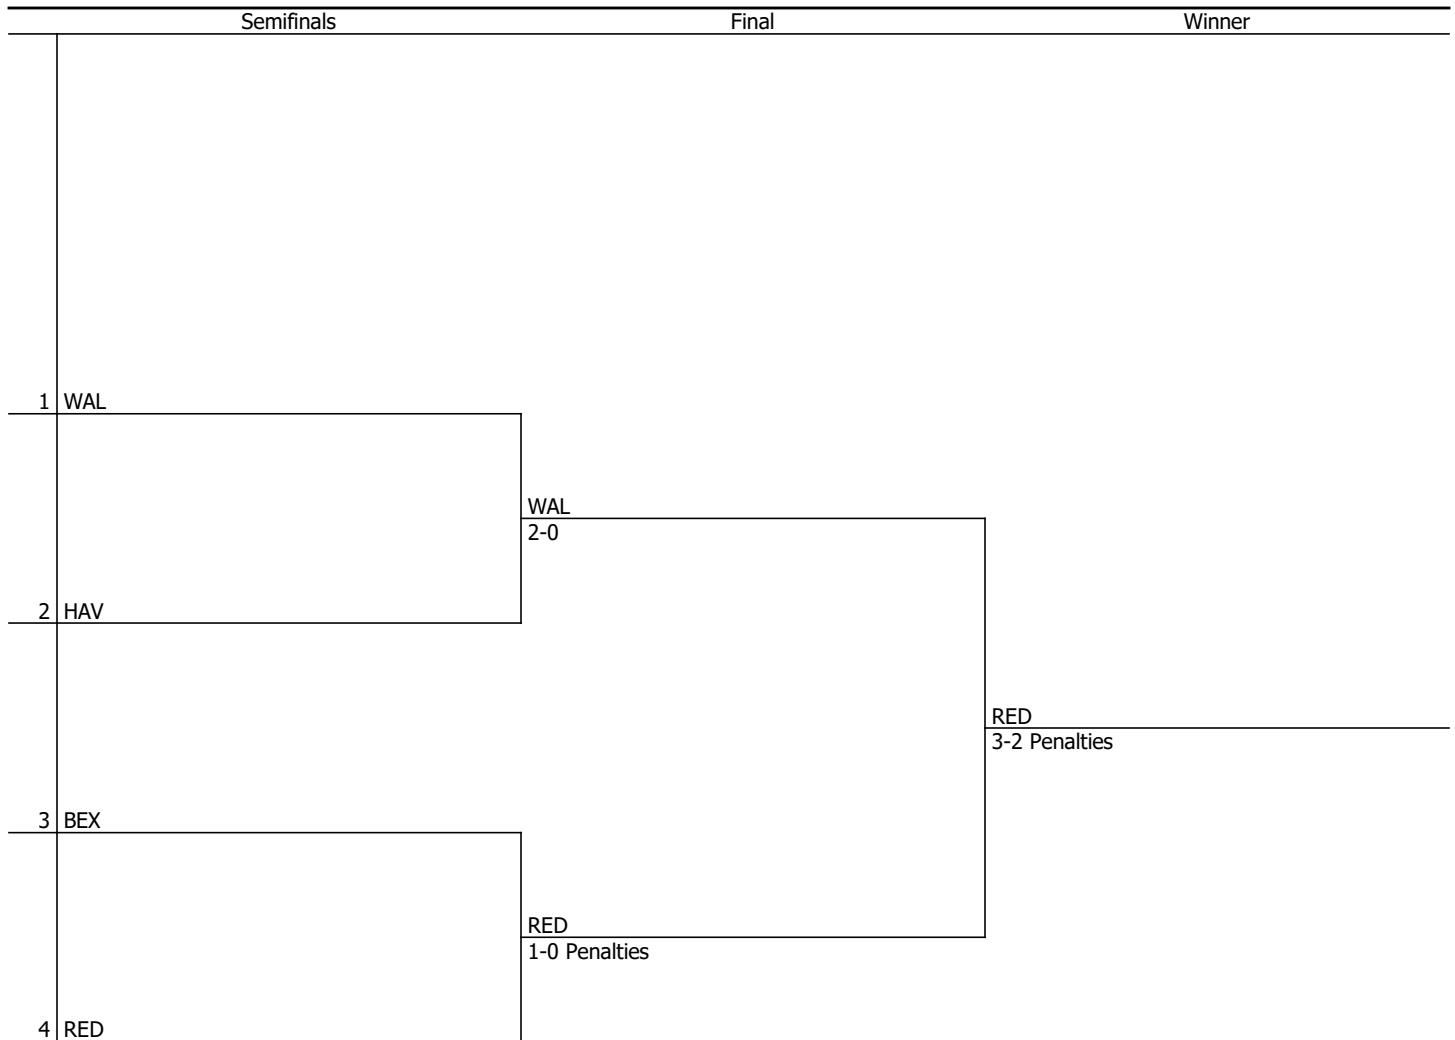 Semifinals Final Winner
1 WAL
WAL
2-0
2 HAV
RED
3-2 Penalties
3 BEX
RED
1-0 Penalties
4 RED